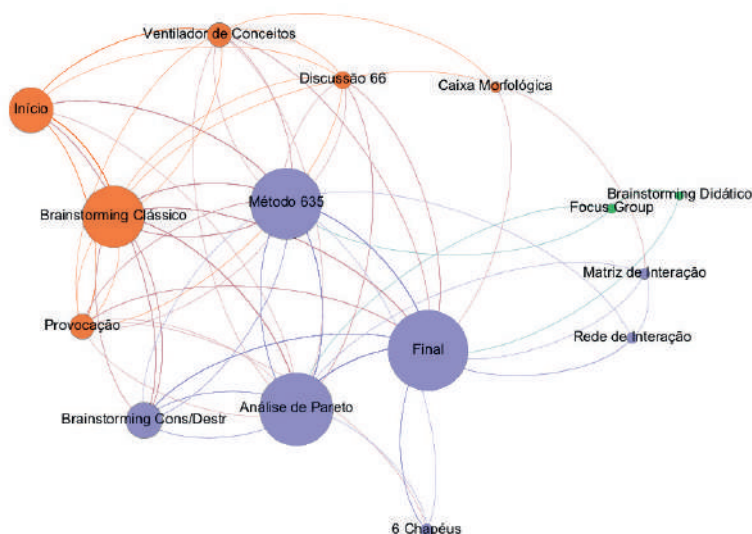 Ventilador de Conceitos
Discussão 66
Caixa Morfológica
Início
Brainstorming Didático
Focus Group
Método 635
Brainstorming Clássico
Matriz de Interação
Provocação
Rede de Interação
Final
Análise de Pareto
Brainstorming Cons/Destr
6 Chapéus